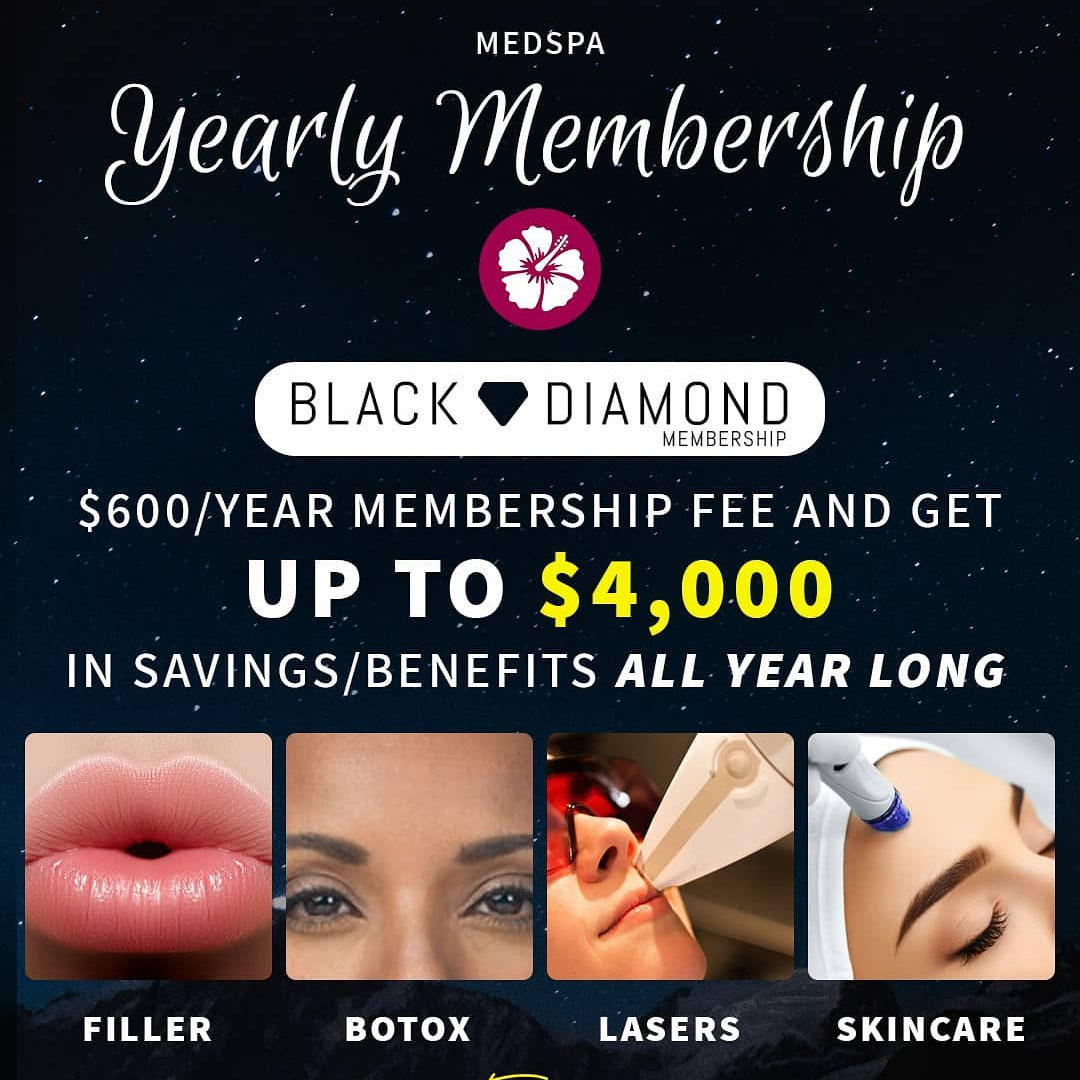 MEDSPA
Yearly Membership
BLACK DIAMOND
MEMBERSHIP
$600/YEAR MEMBERSHIP FEE AND GET
UP TO $4,000
IN SAVINGS/BENEFITS ALL YEAR LONG
FILLER BOTOX LASERS SKINCARE